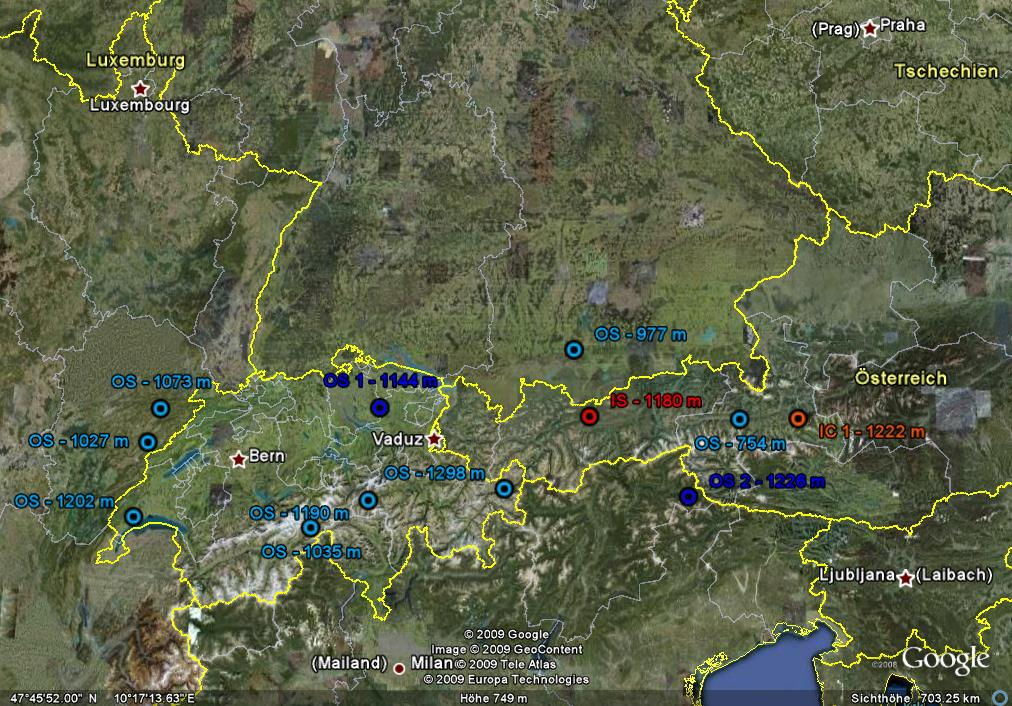 (Prag) Praha
Luxemburg
Tschechien
Luxembourg
OS - 977 m
OS - 1073 m
OS 1 - 1144 m
Österreich
IS - 1180 m
OS - 1027 m
Vaduz
IC 1 - 1222 m
OS - 754 m
Bern
OS - 1298 m
OS 2 - 1226 m
OS - 1202 m
OS - 1190 m
OS - 1035 m
Ljubljana (Laibach)
© 2009 Google
Image © 2009 GeoContent
(Mailand) Milan © 2009 Tele Atlas
© 2009 Europa Technologies
©2008 Google
47°45'52.00" N 10°17'13.63"E Höhe 749 m Sichthöhe 703.25 km